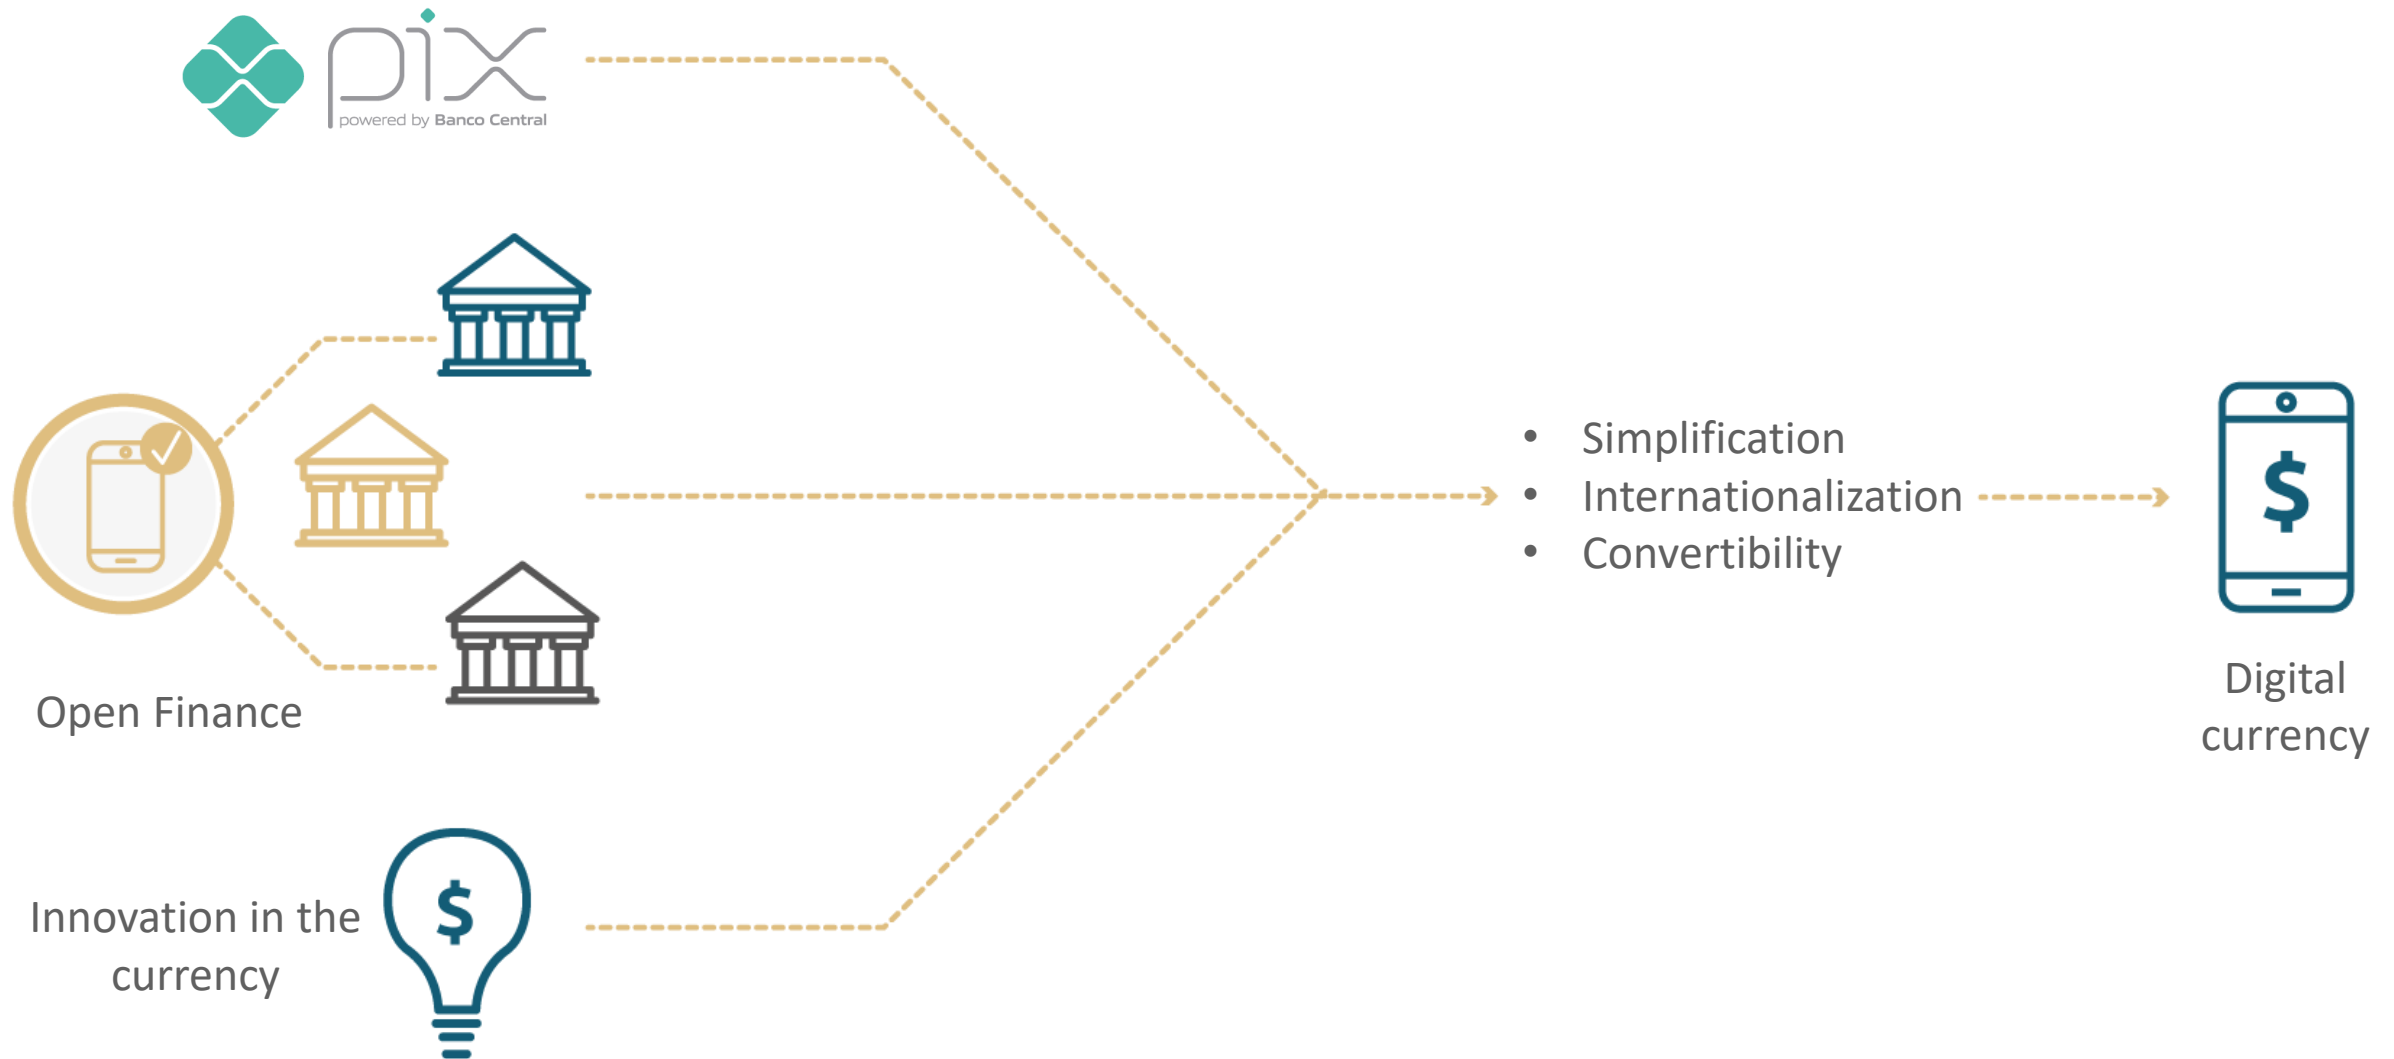 pix
powered by Banco Central
• Simplification
• Internationalization
• Convertibility
$
Digital
currency
Open Finance
Innovation in the
currency
$